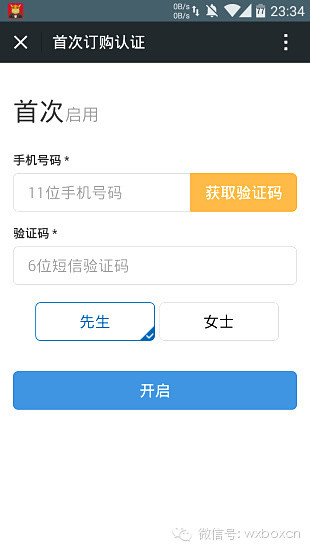 0B/s
0B/s
77
23:34
首次订购认证
首次启用
手机号码 *
11位手机号码
获取验证码
验证码 *
6位短信验证码
先生
女士
开启
微信号: wxboxcn